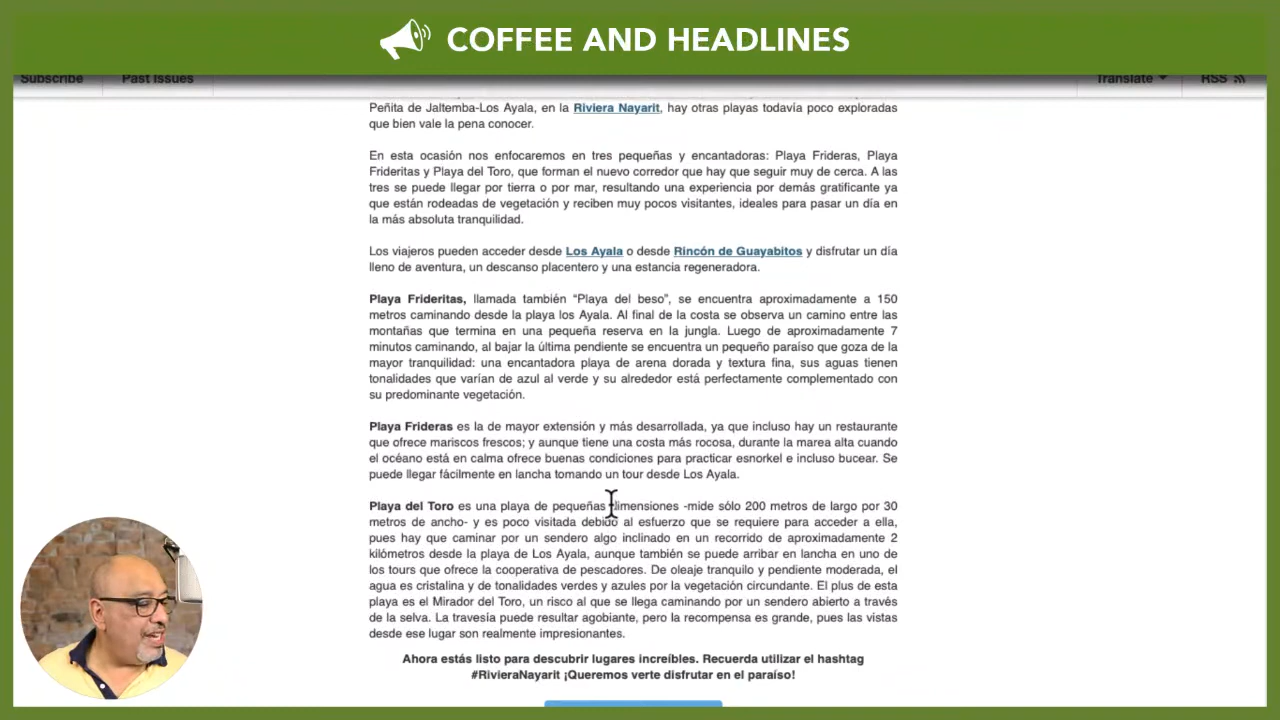 COFFEE AND HEADLINES
Subscribe
Past Issues
Translate
RSS
Peñita de Jaltemba-Los Ayala, en la Riviera Nayarit, hay otras playas todavía poco exploradas
que bien vale la pena conocer.
En esta ocasión nos enfocaremos en tres pequeñas y encantadoras: Playa Frideras, Playa
Frideritas y Playa del Toro, que forman el nuevo corredor que hay que seguir muy de cerca. A las
tres se puede llegar por tierra o por mar, resultando una experiencia por demás gratificante ya
que están rodeadas de vegetación y reciben muy pocos visitantes, ideales para pasar un día en
la más absoluta tranquilidad.
Los viajeros pueden acceder desde Los Ayala o desde Rincón de Guayabitos y disfrutar un día
lleno de aventura, un descanso placentero y una estancia regeneradora.
Playa Frideritas, llamada también “Playa del beso”, se encuentra aproximadamente a 150
metros caminando desde la playa los Ayala. Al final de la costa se observa un camino entre las
montañas que termina en una pequeña reserva en la jungla. Luego de aproximadamente 7
minutos caminando, al bajar la última pendiente se encuentra un pequeño paraíso que goza de la
mayor tranquilidad: una encantadora playa de arena dorada y textura fina, sus aguas tienen
tonalidades que varían de azul al verde y su alrededor está perfectamente complementado con
su predominante vegetación.
Playa Frideras es la de mayor extensión y más desarrollada, ya que incluso hay un restaurante
que ofrece mariscos frescos; y aunque tiene una costa más rocosa, durante la marea alta cuando
el océano está en calma ofrece buenas condiciones para practicar esnorkel e incluso bucear. Se
puede llegar fácilmente en lancha tomando un tour desde Los Ayala.
Playa del Toro es una playa de pequeñas dimensiones -mide sólo 200 metros de largo por 30
metros de ancho- y es poco visitada debido al esfuerzo que se requiere para acceder a ella,
pues hay que caminar por un sendero algo inclinado en un recorrido de aproximadamente 2
kilómetros desde la playa de Los Ayala, aunque también se puede arribar en lancha en uno de
los tours que ofrece la cooperativa de pescadores. De oleaje tranquilo y pendiente moderada, el
agua es cristalina y de tonalidades verdes y azules por la vegetación circundante. El plus de esta
playa es el Mirador del Toro, un risco al que se llega caminando por un sendero abierto a través
de la selva. La travesía puede resultar agobiante, pero la recompensa es grande, pues las vistas
desde ese lugar son realmente impresionantes.
Ahora estás listo para descubrir lugares increíbles. Recuerda utilizar el hashtag
#RivieraNayarit ¡Queremos verte disfrutar en el paraíso!